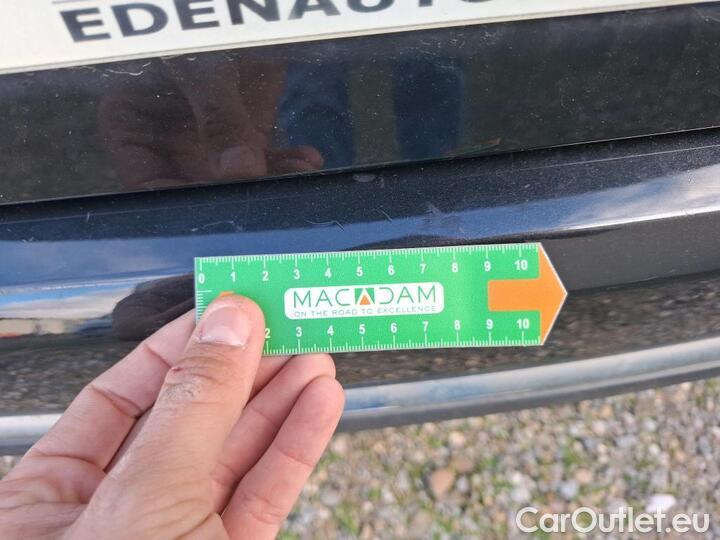 EDENAUTO
0 1 2 3 4 5 6 7 8 9 10
MACADAM
ON THE ROAD TO EXCELLENCE
2 3 4 5 6 7 8 9 10
CarOutlet.eu